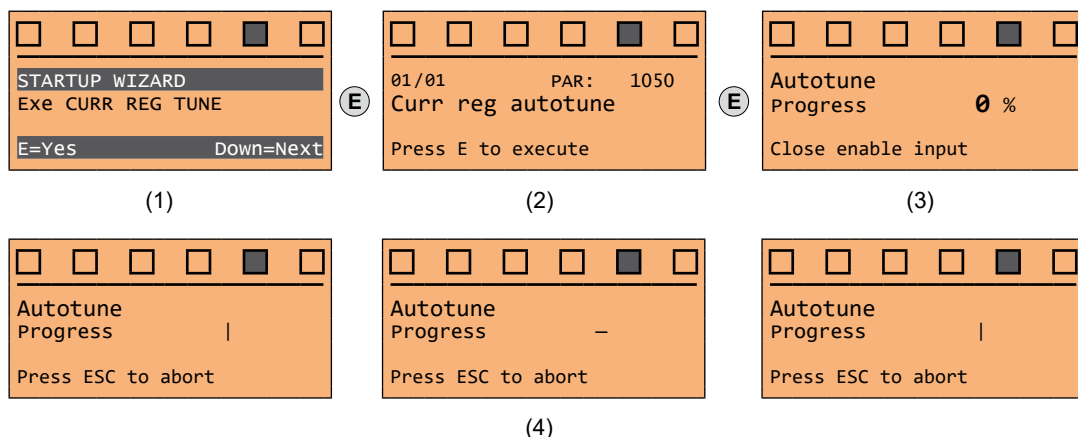 STARTUP WIZARD
Exe CURR REG TUNE
E=Yes Down=Next
(1)
E
01/01 PAR: 1050
Curr reg autotune
Press E to execute
(2)
E
Autotune
Progress 0 %
Close enable input
(3)
Autotune
Progress |
Press ESC to abort
Autotune
Progress —
Press ESC to abort
(4)
Autotune
Progress |
Press ESC to abort